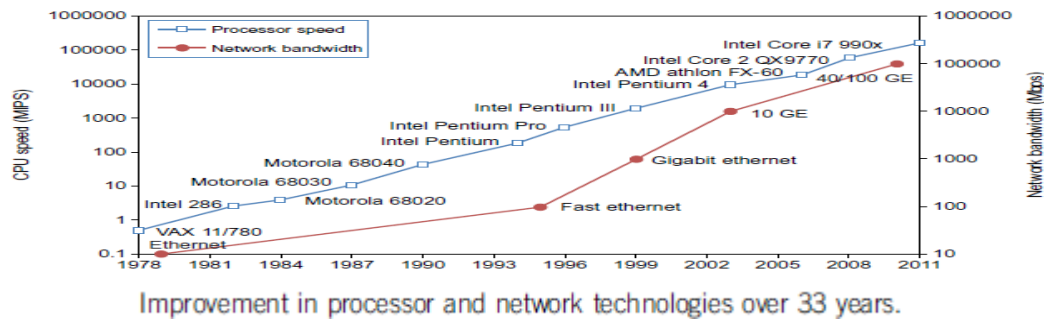 1000000
100000
10000
1000
100
10
1
0.1
CPU speed (MIPS)
Processor speed
Network bandwidth
Intel Core i7 990x
Intel Core 2 QX9770
AMD athlon FX-60
40/100 GE
Intel Pentium 4
Intel Pentium III
10 GE
Intel Pentium Pro
Intel Pentium
Motorola 68040
Gigabit ethernet
Motorola 68030
Intel 286
Motorola 68020
Fast ethernet
VAX 11/780
Ethernet
1000000
100000
10000
1000
100
10
Network bandwidth (Mbps)
1978 1981 1984 1987 1990 1993 1996 1999 2002 2005 2008 2011
Improvement in processor and network technologies over 33 years.